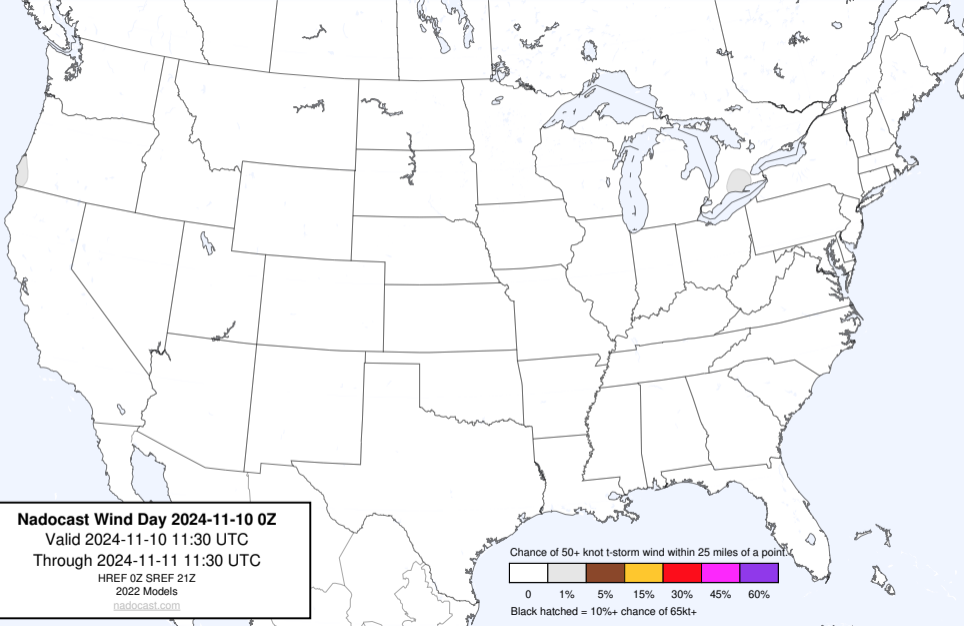 Nadocast Wind Day 2024-11-10 0Z
Valid 2024-11-10 11:30 UTC
Through 2024-11-11 11:30 UTC
HREF 0Z SREF 21Z
2022 Models
nadocast.com
Chance of 50+ knot t-storm wind within 25 miles of a point.
0 1% 5% 15% 30% 45% 60%
Black hatched = 10%+ chance of 65kt+